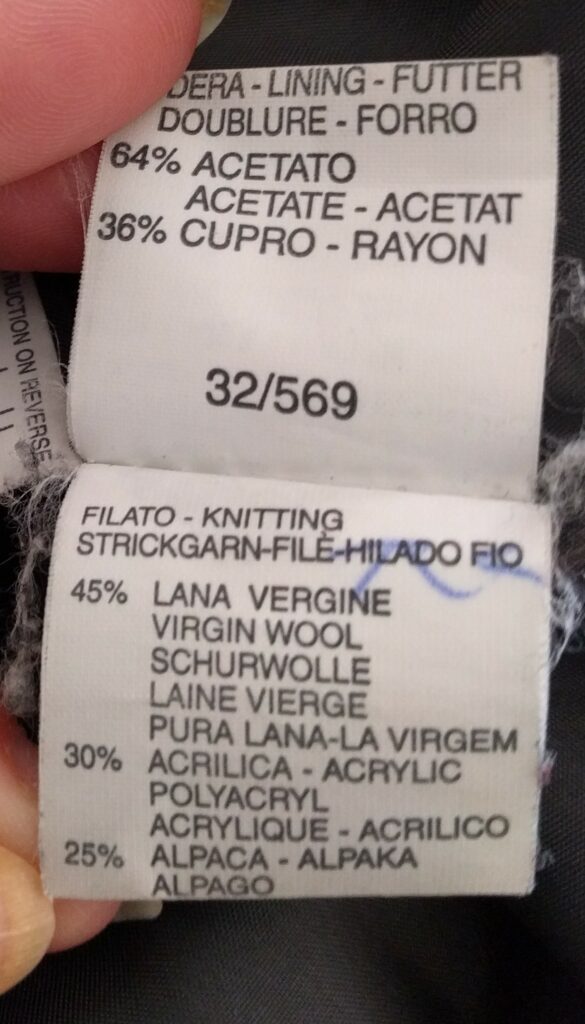 DERA - LINING - FUTTER
DOUBLURE - FORRO
64% ACETATO
ACETATE - ACETAT
36% CUPRO - RAYON
32/569
RUCTION ON REVERSE
FILATO - KNITTING
STRICKGARN-FILÈ-HILADO FIO
45% LANA VERGINE
VIRGIN WOOL
SCHURWOLLE
LAINE VIERGE
PURA LANA-LA VIRGEM
30% ACRILICA - ACRYLIC
POLYACRYL
ACRYLIQUE - ACRILICO
25% ALPACA - ALPAKA
ALPAGO